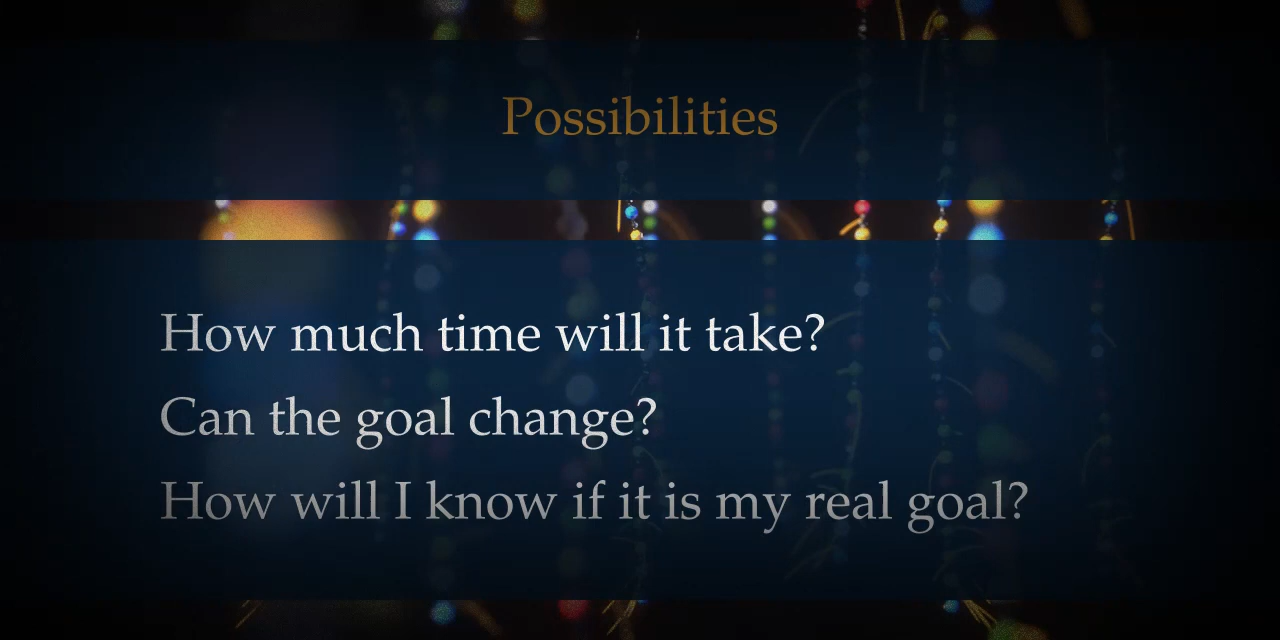 Possibilities
How much time will it take?
Can the goal change?
How will I know if it is my real goal?